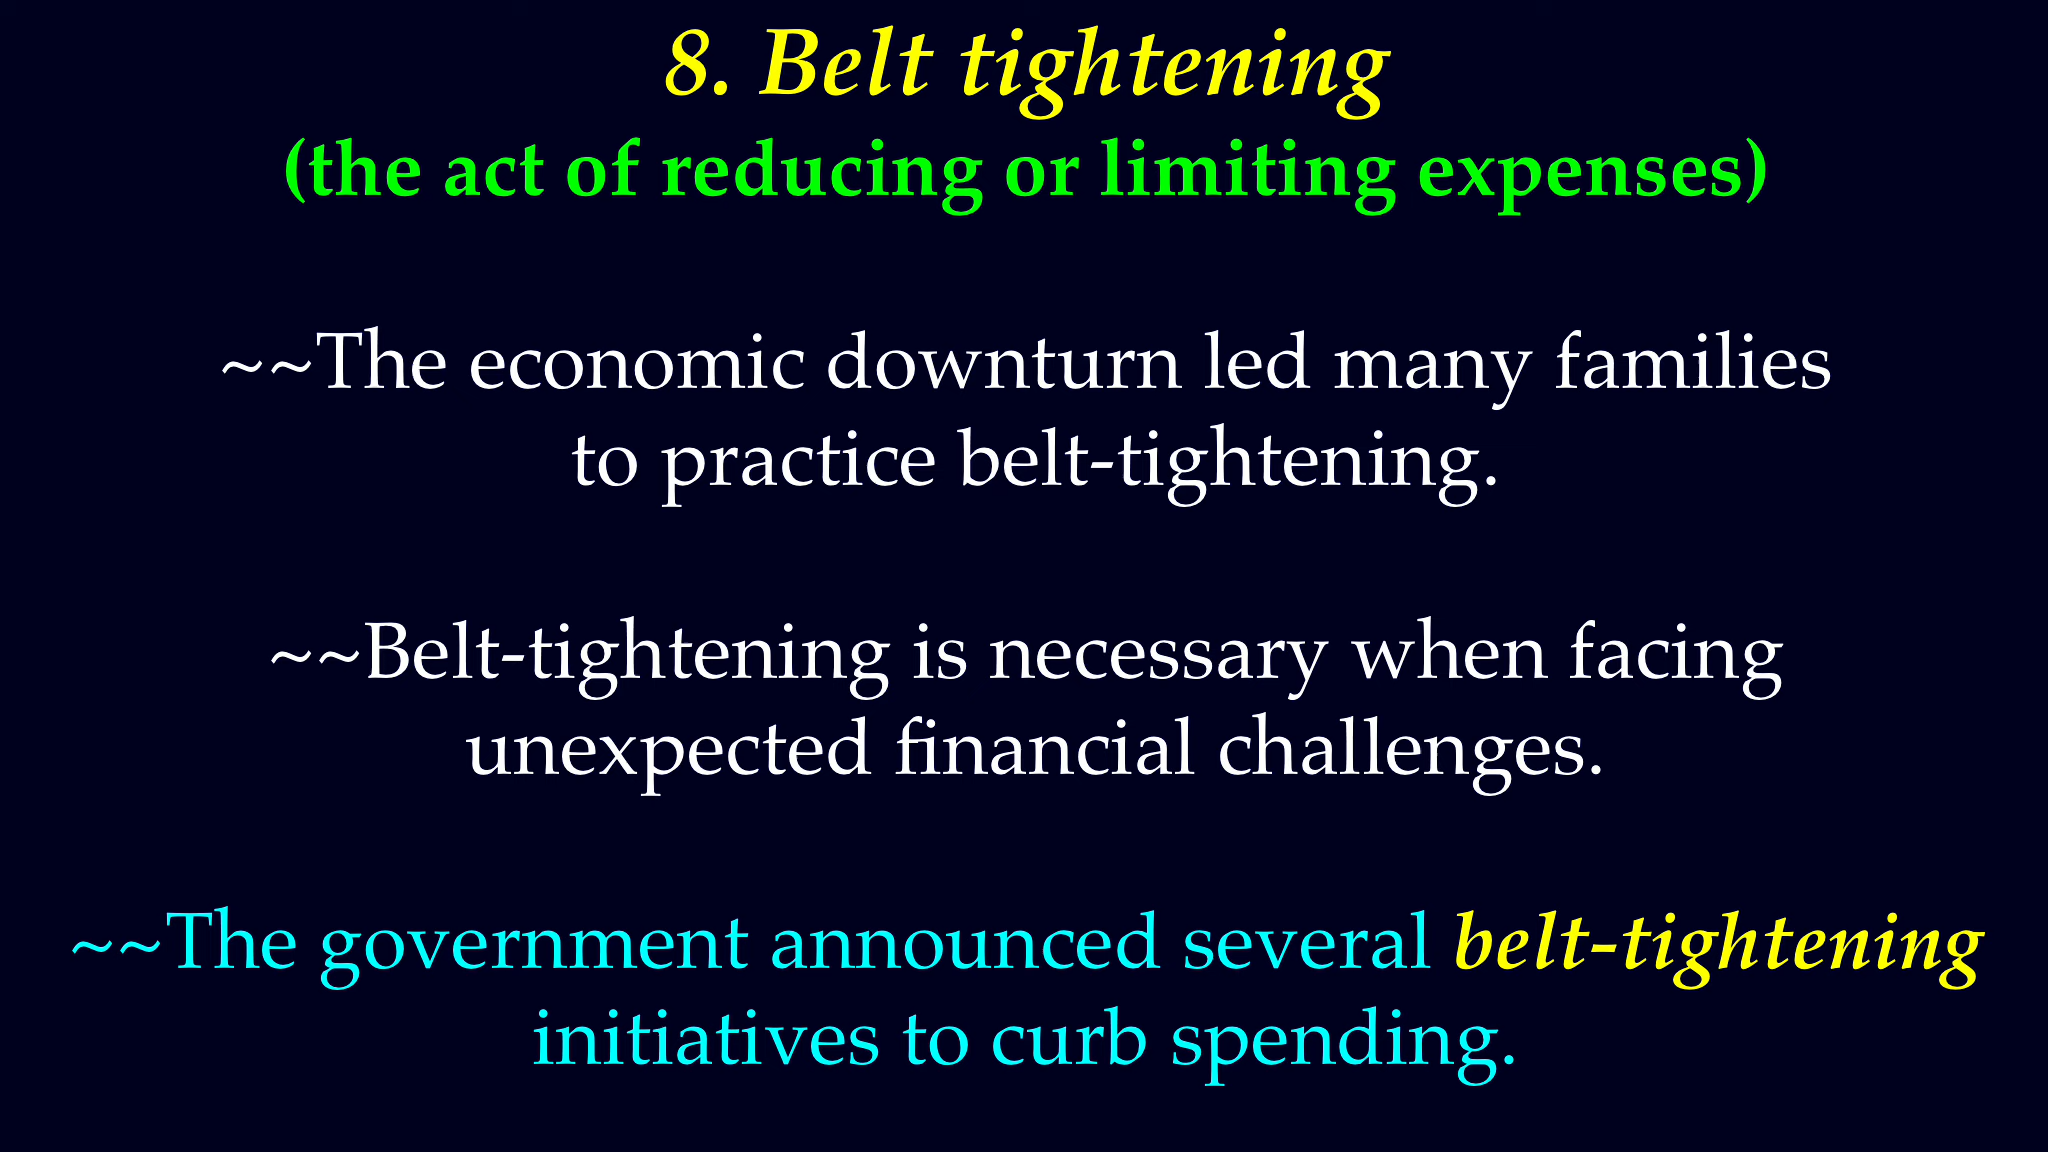 8. Belt tightening
(the act of reducing or limiting expenses)
~~The economic downturn led many families
to practice belt-tightening.
~~Belt-tightening is necessary when facing
unexpected financial challenges.
~~The government announced several belt-tightening
initiatives to curb spending.